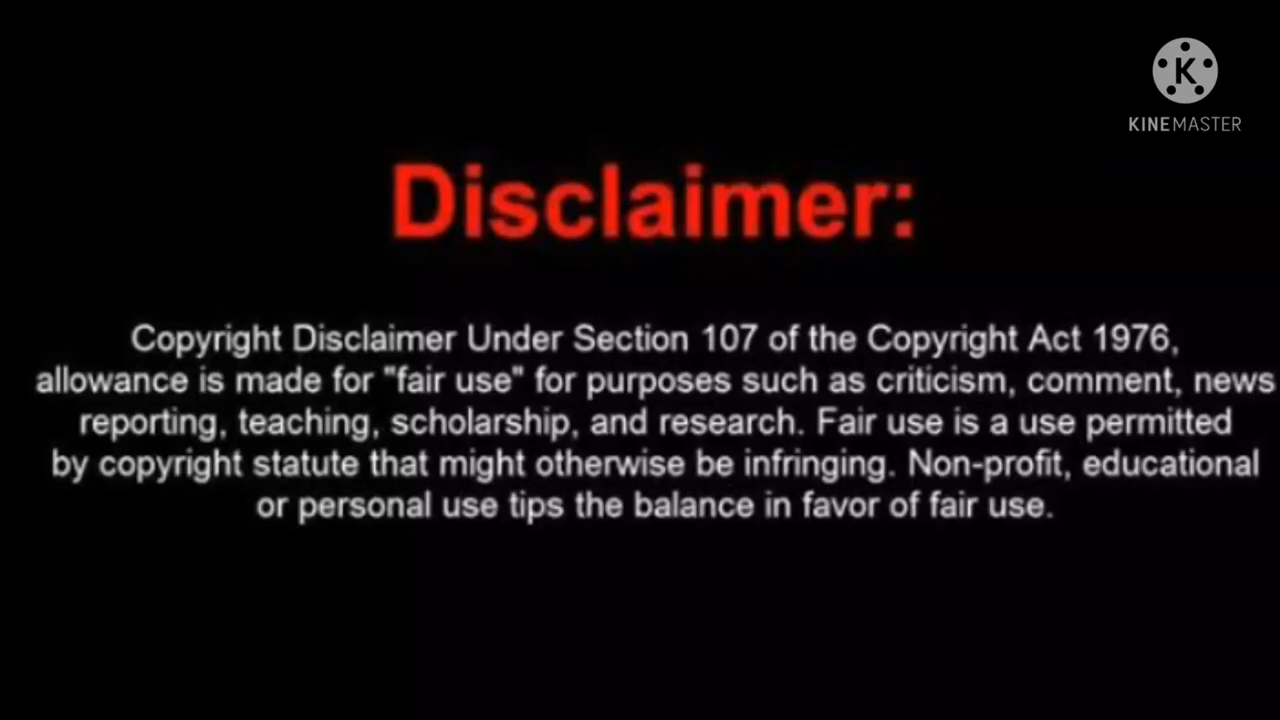 K
KINEMASTER
Disclaimer:
Copyright Disclaimer Under Section 107 of the Copyright Act 1976,
allowance is made for "fair use" for purposes such as criticism, comment, news
reporting, teaching, scholarship, and research. Fair use is a use permitted
by copyright statute that might otherwise be infringing. Non-profit, educational
or personal use tips the balance in favor of fair use.